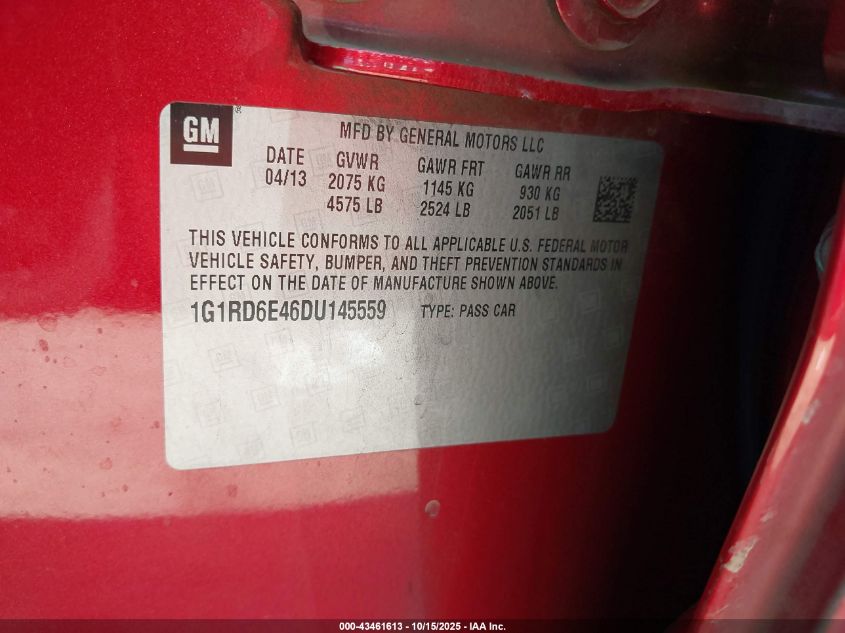 GM
MFD BY GENERAL MOTORS LLC
DATE GVWR GAWR FRT GAWR RR
04/13 2075 KG 1145 KG 930 KG
4575 LB 2524 LB 2051 LB
THIS VEHICLE CONFORMS TO ALL APPLICABLE U.S. FEDERAL MOTOR
VEHICLE SAFETY, BUMPER, AND THEFT PREVENTION STANDARDS IN
EFFECT ON THE DATE OF MANUFACTURE SHOWN ABOVE.
1G1RD6E46DU145559 TYPE: PASS CAR
000-43461613 - 10/15/2025 - IAA Inc.